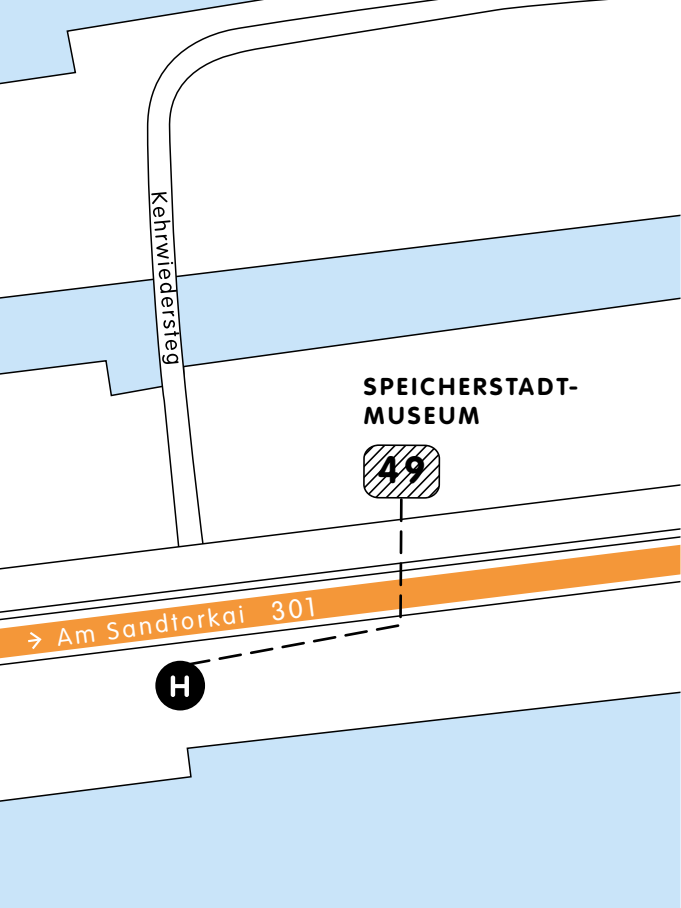 Kehrwiedersteg
SPEICHERSTADT-
MUSEUM
49
→ Am Sandtorkai 301
H